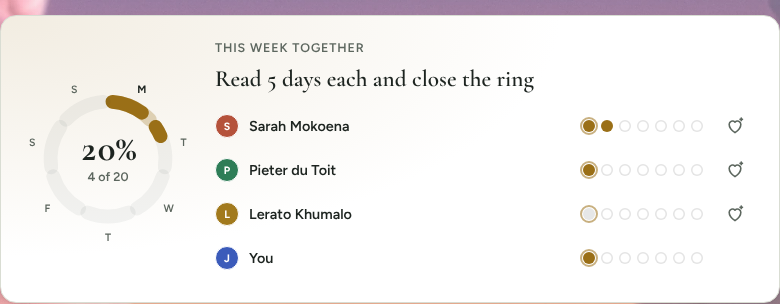 THIS WEEK TOGETHER
Read 5 days each and close the ring
S
M
S
T
20%
4 of 20
F
W
T
S
Sarah Mokoena
P
Pieter du Toit
L
Lerato Khumalo
J
You